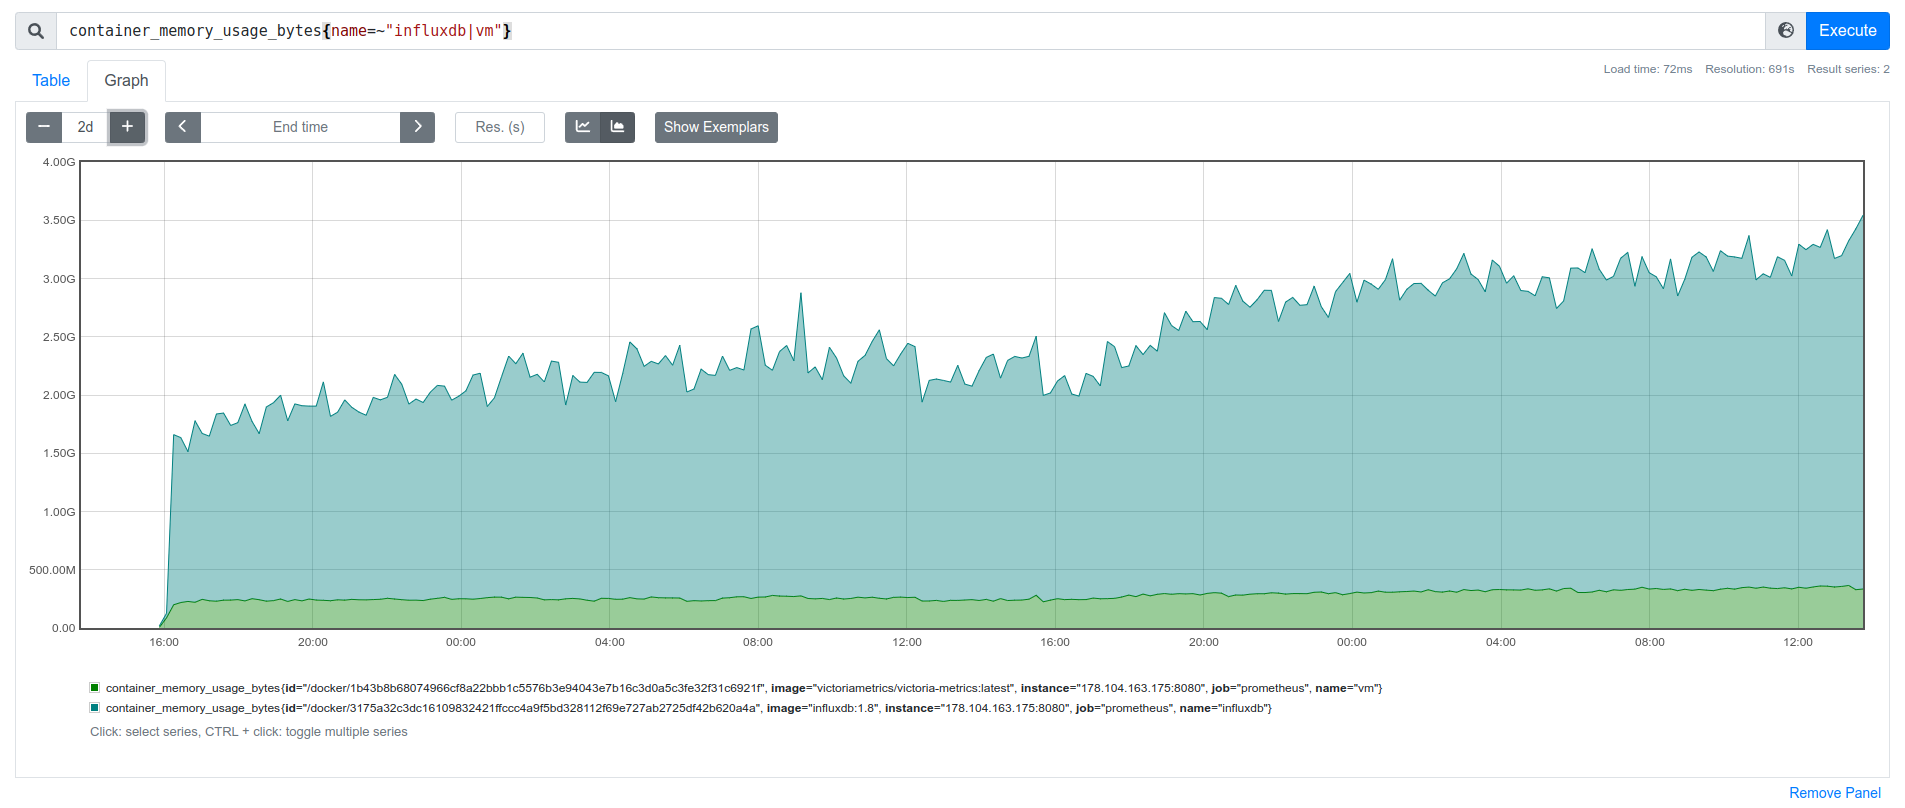 container_memory_usage_bytes{name=~"influxdb|vm"}
Execute
Table
Graph
Load time: 72ms Resolution: 691s Result series: 2
2d
End time
Res. (s)
Show Exemplars
4.00G
3.50G
3.00G
2.50G
2.00G
1.50G
1.00G
500.00M
0.00
16:00 20:00 00:00 04:00 08:00 12:00 16:00 20:00 00:00 04:00 08:00 12:00
container_memory_usage_bytes{id="/docker/1b43b8b68074966cf8a22bbb1c5576b3e94043e7b16c3d0a5c3fe32f31c6921f", image="victoriametrics/victoria-metrics:latest", instance="178.104.163.175:8080", job="prometheus", name="vm"}
container_memory_usage_bytes{id="/docker/3175a32c3dc16109832421ffccc4a9f5bd328112f69e727ab2725df42b620a4a", image="influxdb:1.8", instance="178.104.163.175:8080", job="prometheus", name="influxdb"}
Click: select series, CTRL + click: toggle multiple series
Remove Panel